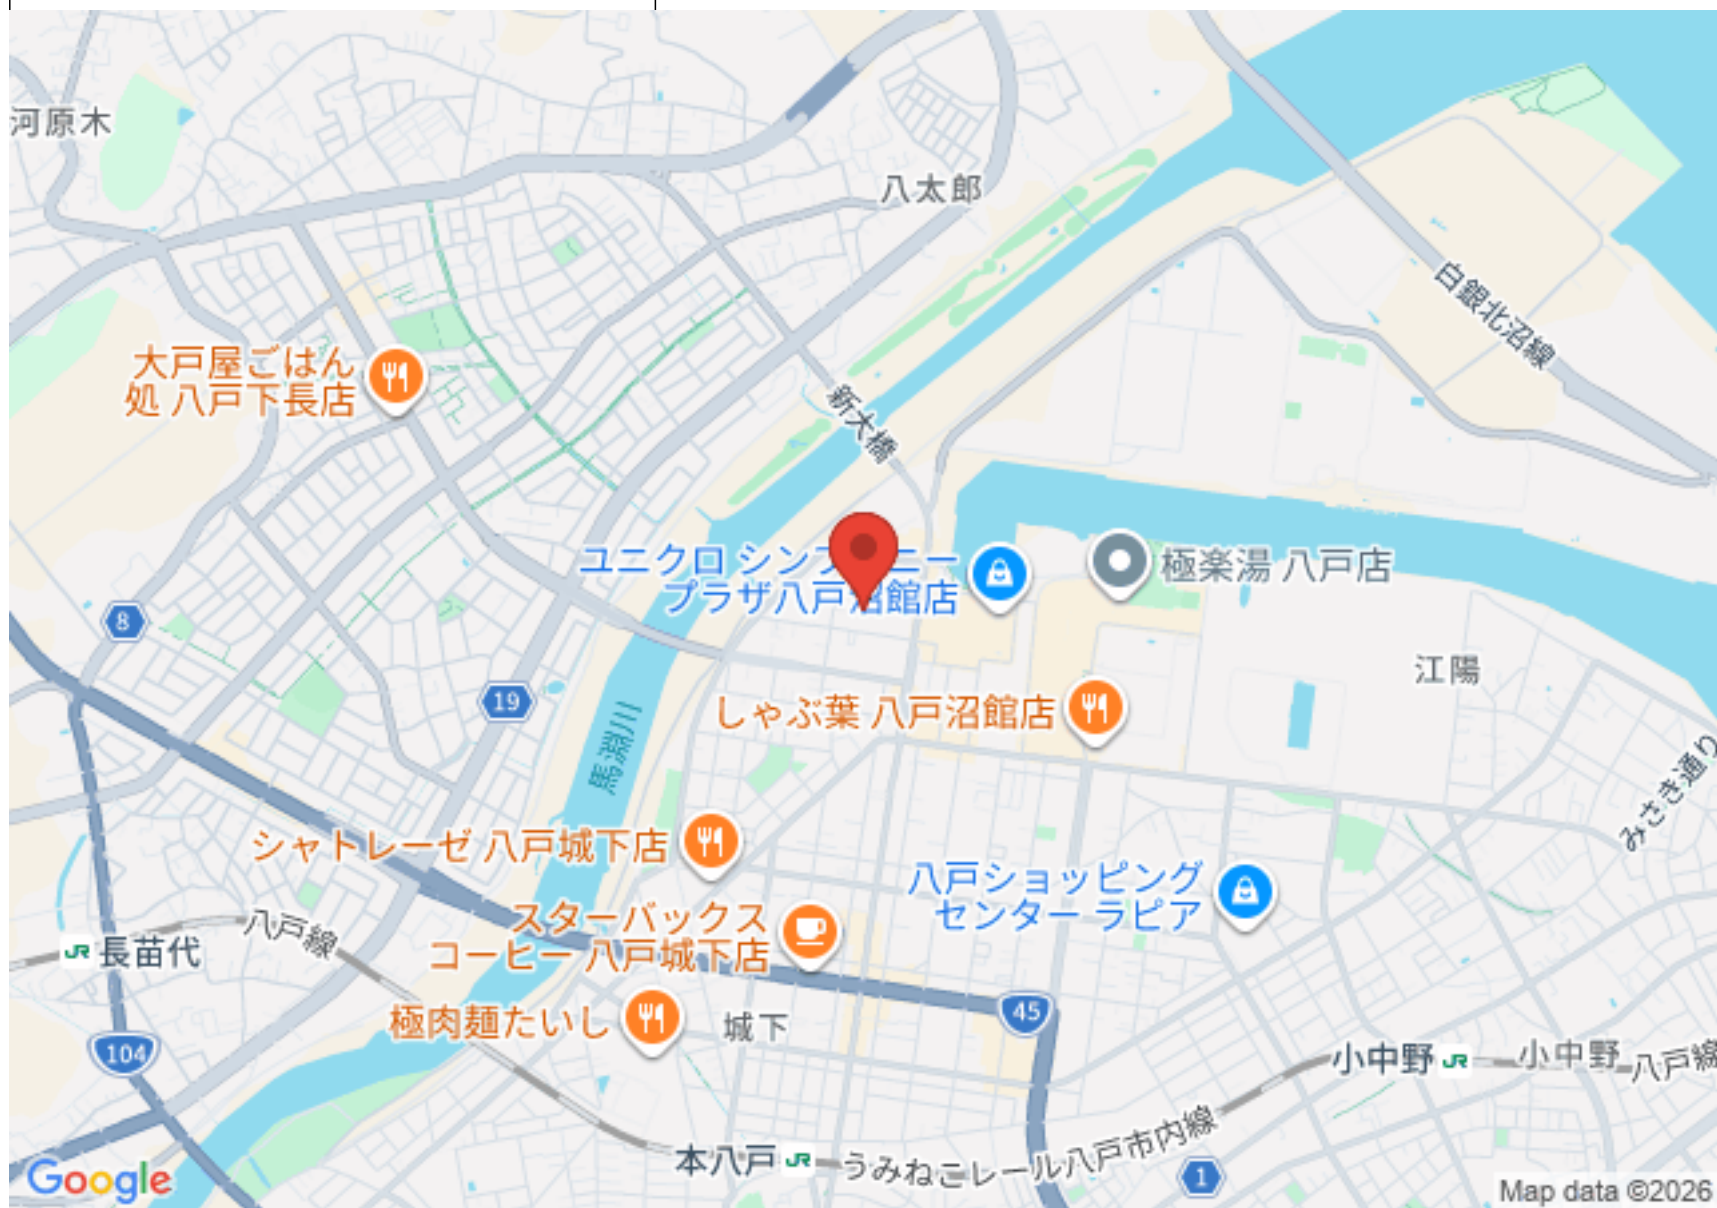 河原木
八太郎
白銀北沼線
大戸屋ごはん
処 八戸下長店
新大橋
ユニクロ シンフォニー
プラザ八戸沼館店
極楽湯 八戸店
8
19
江陽
しゃぶ葉 八戸沼館店
馬淵川
みさき通り
シャトレーゼ 八戸城下店
八戸ショッピング
センター ラピア
スターバックス
コーヒー 八戸城下店
八戸線
JR 長苗代
極肉麺たいし
城下
45
104
小中野 JR
小中野
八戸線
本八戸 JR
うみねこレール八戸市内線
1
Google
Map data ©2026